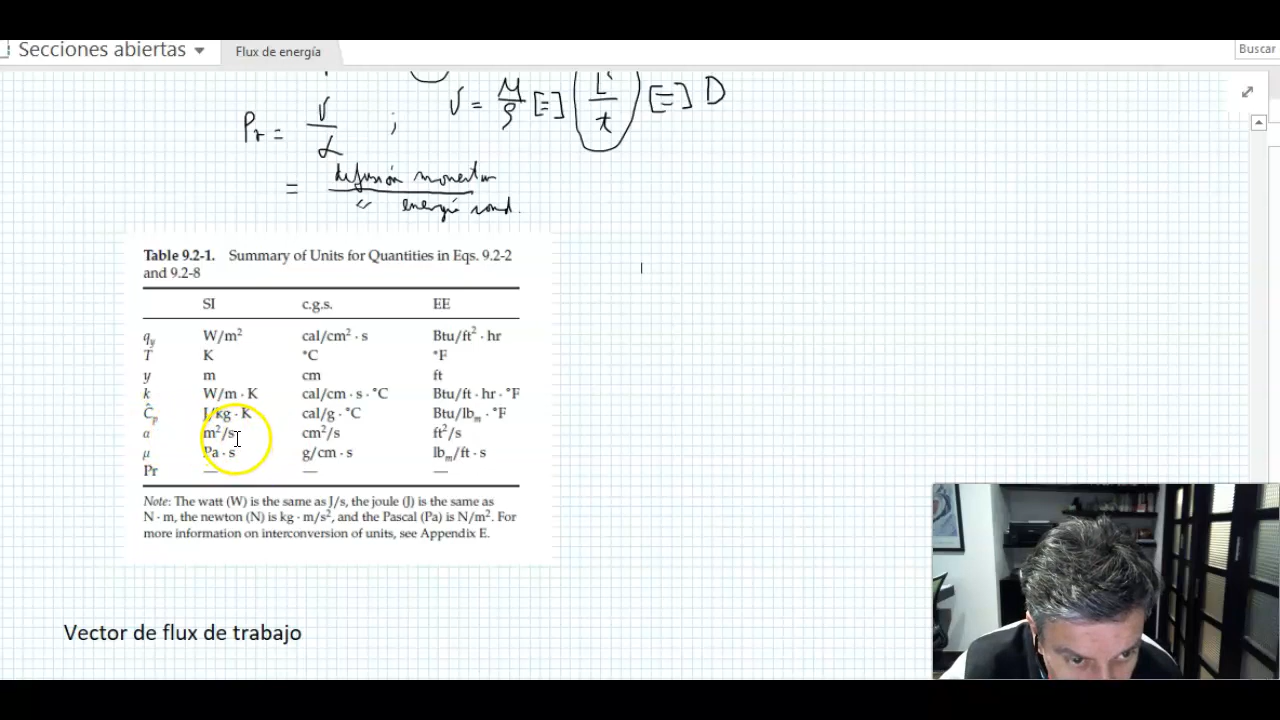 Secciones abiertas
Flux de energía
Buscar
ν = μ/ρ [=] (L²/t) [=] D
Pr = ν/α ;
= difusión momentum
" energía cond.
Table 9.2-1. Summary of Units for Quantities in Eqs. 9.2-2
and 9.2-8
SI c.g.s. EE
q_y W/m² cal/cm² · s Btu/ft² · hr
T K °C °F
y m cm ft
k W/m · K cal/cm · s · °C Btu/ft · hr · °F
Ĉ_p J/kg · K cal/g · °C Btu/lb_m · °F
α m²/s cm²/s ft²/s
μ Pa · s g/cm · s lb_m/ft · s
Pr — — —
Note: The watt (W) is the same as J/s, the joule (J) is the same as
N · m, the newton (N) is kg · m/s², and the Pascal (Pa) is N/m². For
more information on interconversion of units, see Appendix E.
Vector de flux de trabajo